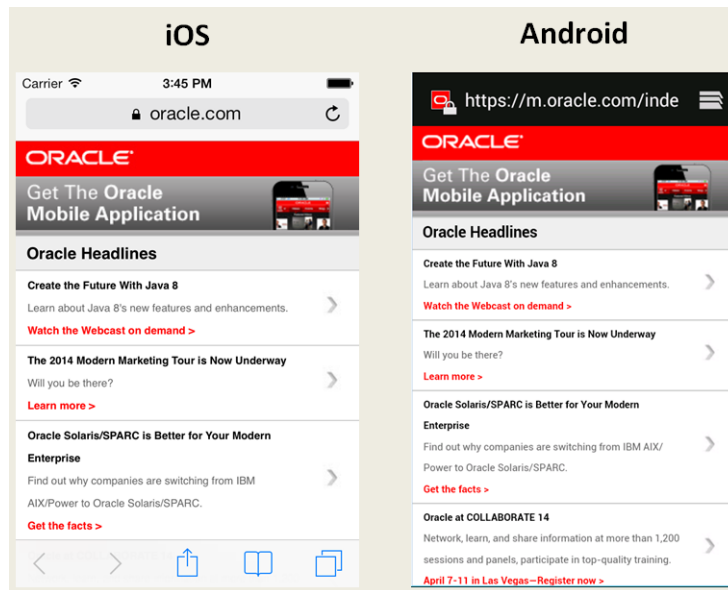 iOS
Carrier 3:45 PM
oracle.com
ORACLE
Get The Oracle
Mobile Application
Oracle Headlines
Create the Future With Java 8
Learn about Java 8's new features and enhancements.
Watch the Webcast on demand >
The 2014 Modern Marketing Tour is Now Underway
Will you be there?
Learn more >
Oracle Solaris/SPARC is Better for Your Modern
Enterprise
Find out why companies are switching from IBM
AIX/Power to Oracle Solaris/SPARC.
Get the facts >
Android
https://m.oracle.com/inde
ORACLE
Get The Oracle
Mobile Application
Oracle Headlines
Create the Future With Java 8
Learn about Java 8's new features and enhancements.
Watch the Webcast on demand >
The 2014 Modern Marketing Tour is Now Underway
Will you be there?
Learn more >
Oracle Solaris/SPARC is Better for Your Modern
Enterprise
Find out why companies are switching from IBM AIX/
Power to Oracle Solaris/SPARC.
Get the facts >
Oracle at COLLABORATE 14
Network, learn, and share information at more than 1,200
sessions and panels, participate in top-quality training.
April 7-11 in Las Vegas—Register now >